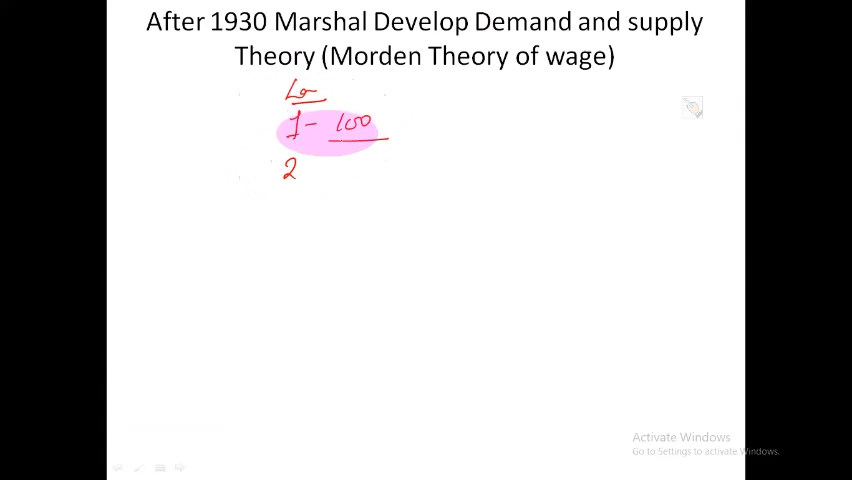 After 1930 Marshal Develop Demand and supply
Theory (Morden Theory of wage)
1 - 100
2
Activate Windows
Go to Settings to activate Windows.